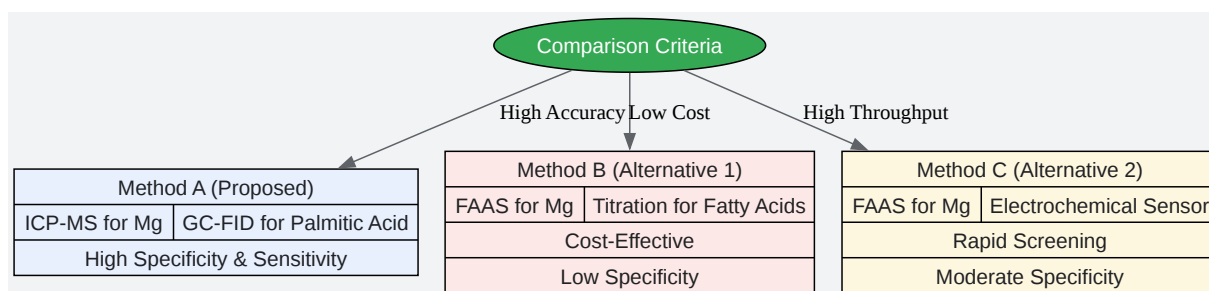 Comparison Criteria
High Accuracy
Low Cost
High Throughput
Method A (Proposed)
ICP-MS for Mg
GC-FID for Palmitic Acid
High Specificity & Sensitivity
Method B (Alternative 1)
FAAS for Mg
Titration for Fatty Acids
Cost-Effective
Low Specificity
Method C (Alternative 2)
FAAS for Mg
Electrochemical Sensor
Rapid Screening
Moderate Specificity